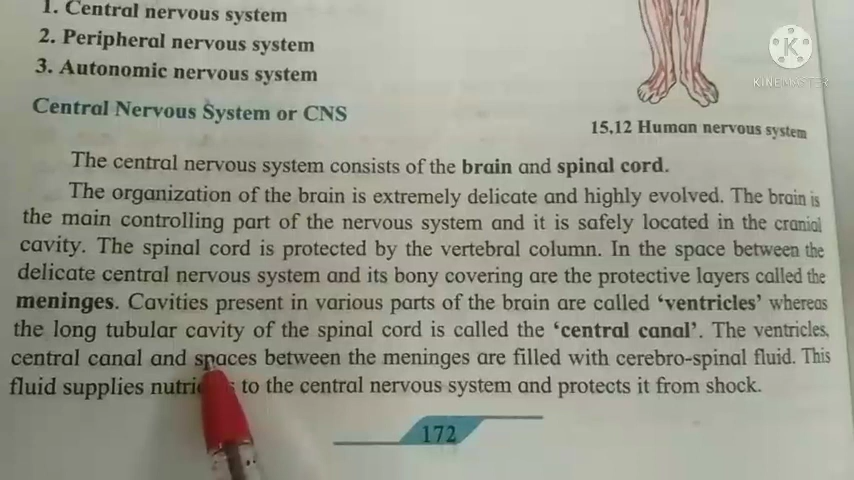 1. Central nervous system
2. Peripheral nervous system
3. Autonomic nervous system
Central Nervous System or CNS
K
KINEMASTER
15,12 Human nervous system
The central nervous system consists of the brain and spinal cord.
The organization of the brain is extremely delicate and highly evolved. The brain is
the main controlling part of the nervous system and it is safely located in the cranial
cavity. The spinal cord is protected by the vertebral column. In the space between the
delicate central nervous system and its bony covering are the protective layers called the
meninges. Cavities present in various parts of the brain are called ‘ventricles’ whereas
the long tubular cavity of the spinal cord is called the ‘central canal’. The ventricles,
central canal and spaces between the meninges are filled with cerebro-spinal fluid. This
fluid supplies to the central nervous system and protects it from shock.
172